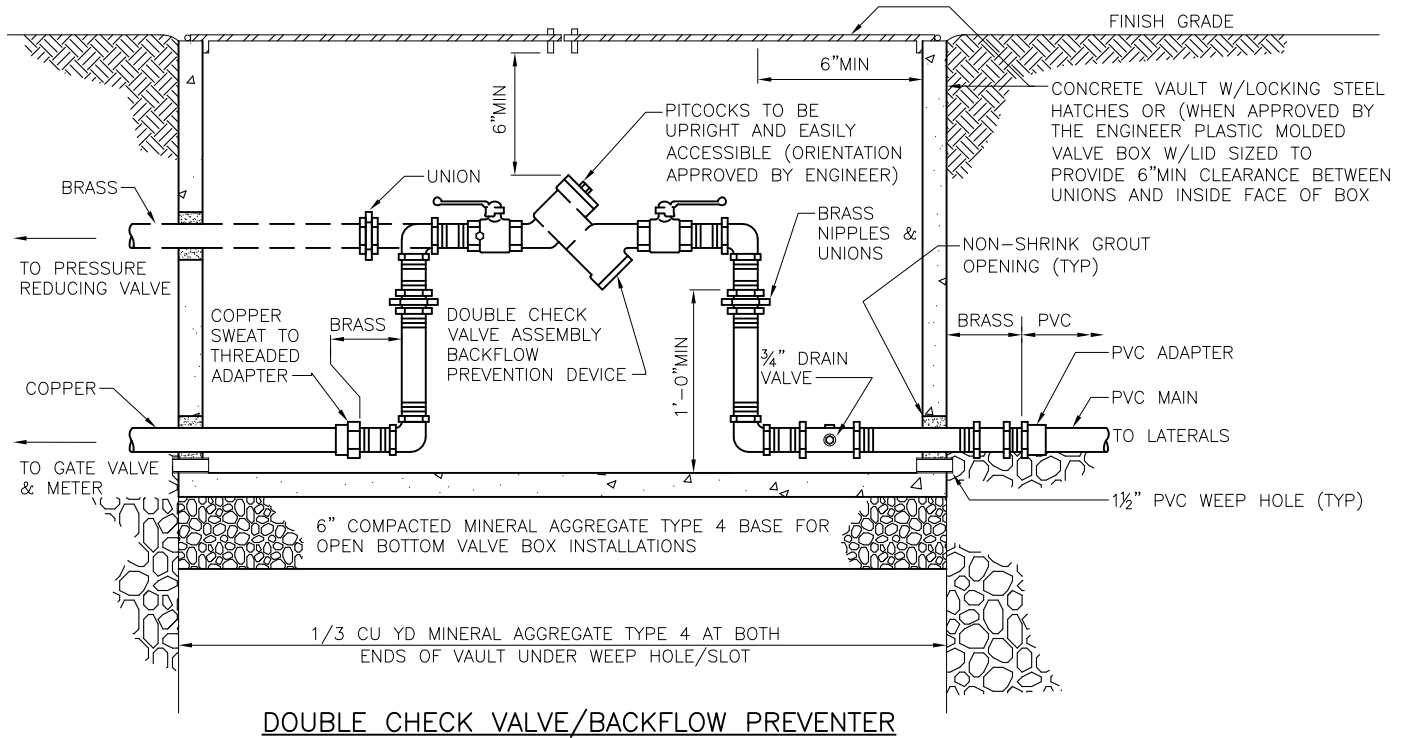 FINISH GRADE
6"MIN
6"MIN
CONCRETE VAULT W/LOCKING STEEL
HATCHES OR (WHEN APPROVED BY
THE ENGINEER PLASTIC MOLDED
VALVE BOX W/LID SIZED TO
PROVIDE 6"MIN CLEARANCE BETWEEN
UNIONS AND INSIDE FACE OF BOX
PITCOCKS TO BE
UPRIGHT AND EASILY
ACCESSIBLE (ORIENTATION
APPROVED BY ENGINEER)
BRASS
UNION
BRASS
NIPPLES &
UNIONS
NON-SHRINK GROUT
OPENING (TYP)
TO PRESSURE
REDUCING VALVE
COPPER
SWEAT TO
THREADED
ADAPTER
BRASS
DOUBLE CHECK
VALVE ASSEMBLY
BACKFLOW
PREVENTION DEVICE
1'-0"MIN
¾" DRAIN
VALVE
BRASS
PVC
PVC ADAPTER
COPPER
PVC MAIN
TO LATERALS
TO GATE VALVE
& METER
1½" PVC WEEP HOLE (TYP)
6" COMPACTED MINERAL AGGREGATE TYPE 4 BASE FOR
OPEN BOTTOM VALVE BOX INSTALLATIONS
1/3 CU YD MINERAL AGGREGATE TYPE 4 AT BOTH
ENDS OF VAULT UNDER WEEP HOLE/SLOT
DOUBLE CHECK VALVE/BACKFLOW PREVENTER